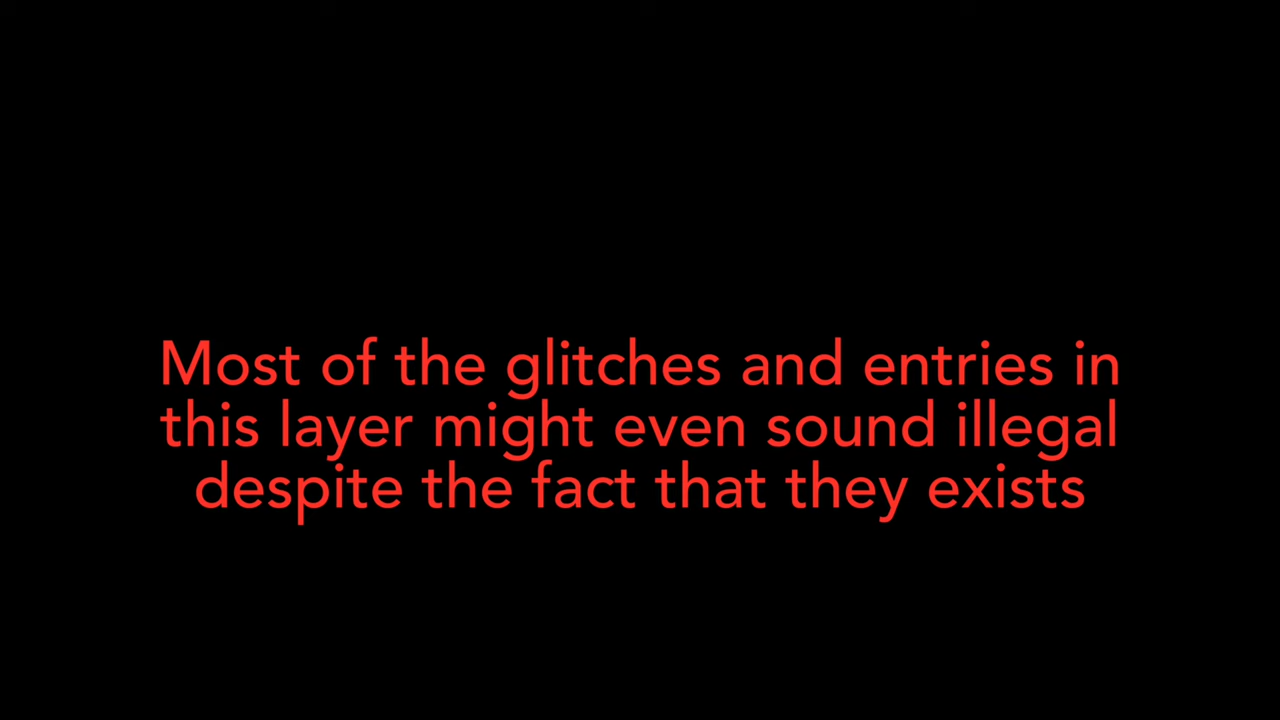 Most of the glitches and entries in
this layer might even sound illegal
despite the fact that they exists